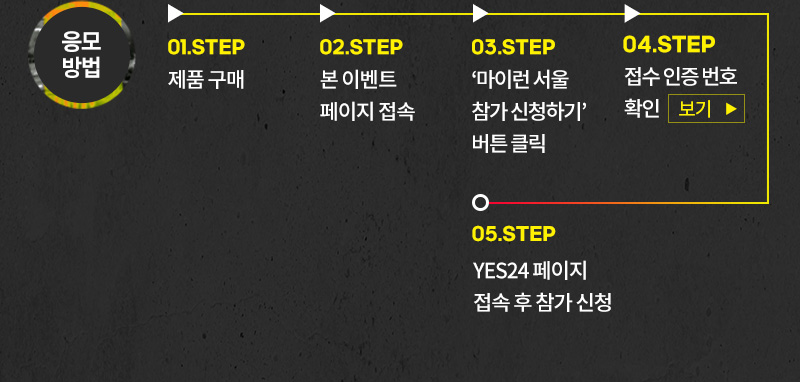 응모
방법
01.STEP
제품 구매
02.STEP
본 이벤트
페이지 접속
03.STEP
‘마이런 서울
참가 신청하기’
버튼 클릭
04.STEP
접수 인증 번호
확인 보기 ▶
05.STEP
YES24 페이지
접속 후 참가 신청